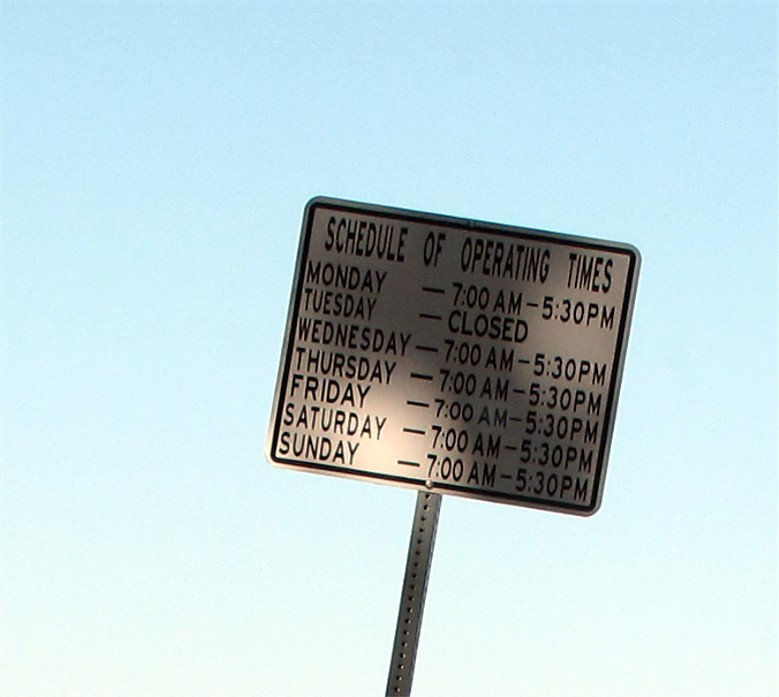 SCHEDULE OF OPERATING TIMES
MONDAY — 7:00 AM – 5:30PM
TUESDAY — CLOSED
WEDNESDAY — 7:00 AM – 5:30PM
THURSDAY — 7:00 AM – 5:30PM
FRIDAY — 7:00 AM – 5:30PM
SATURDAY — 7:00 AM – 5:30PM
SUNDAY — 7:00 AM – 5:30PM